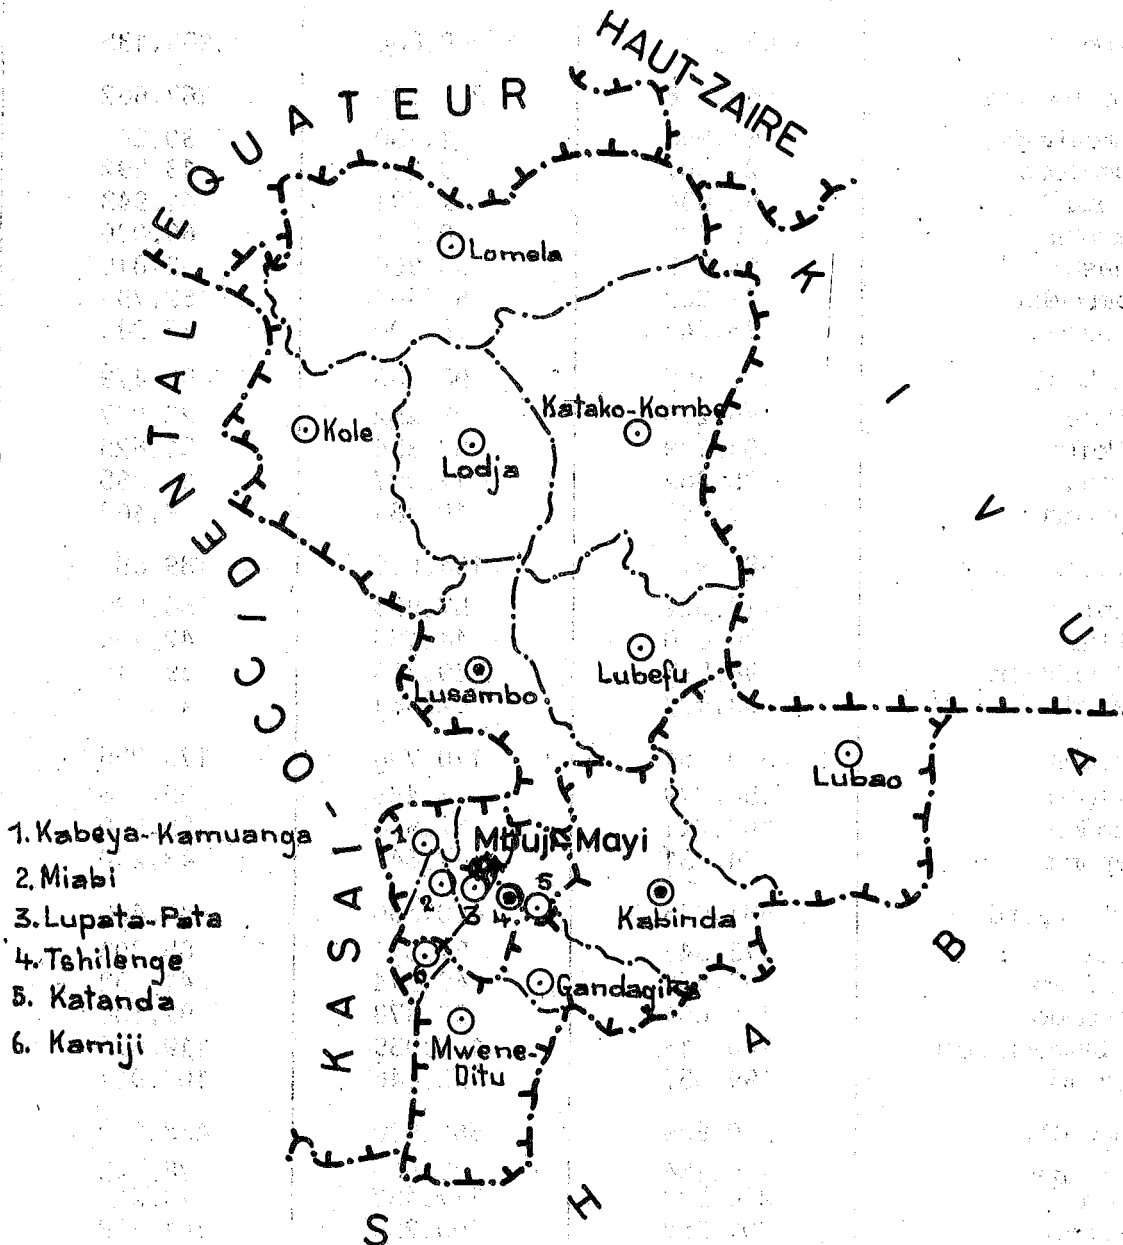 HAUT-ZAIRE
EQUATEUR
Lomela
KIVU
Katako-Kombe
Kole
Lodja
KASAI-OCCIDENTAL
Lubefu
Lusambo
Lubao
1. Kabeya-Kamuanga
2. Miabi
3. Lupata-Pata
4. Tshilenge
5. Katanda
6. Kamiji
Mbuji-Mayi
1
2
3
4
5
6
Kabinda
Gandagika
Mwene-
Ditu
SHABA